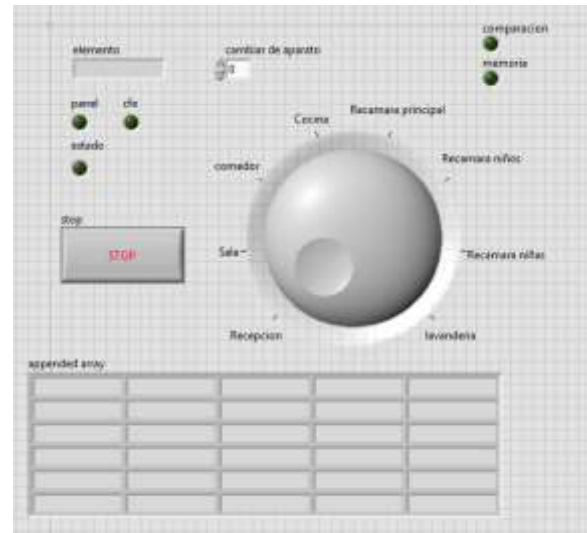 comparacion
elemento
cambiar de aparato
0
memoria
panel
cfe
estado
Cocina
Recamara principal
comedor
Recamara niños
stop
STOP
Sala
Recamara niñas
Recepcion
lavanderia
appended array